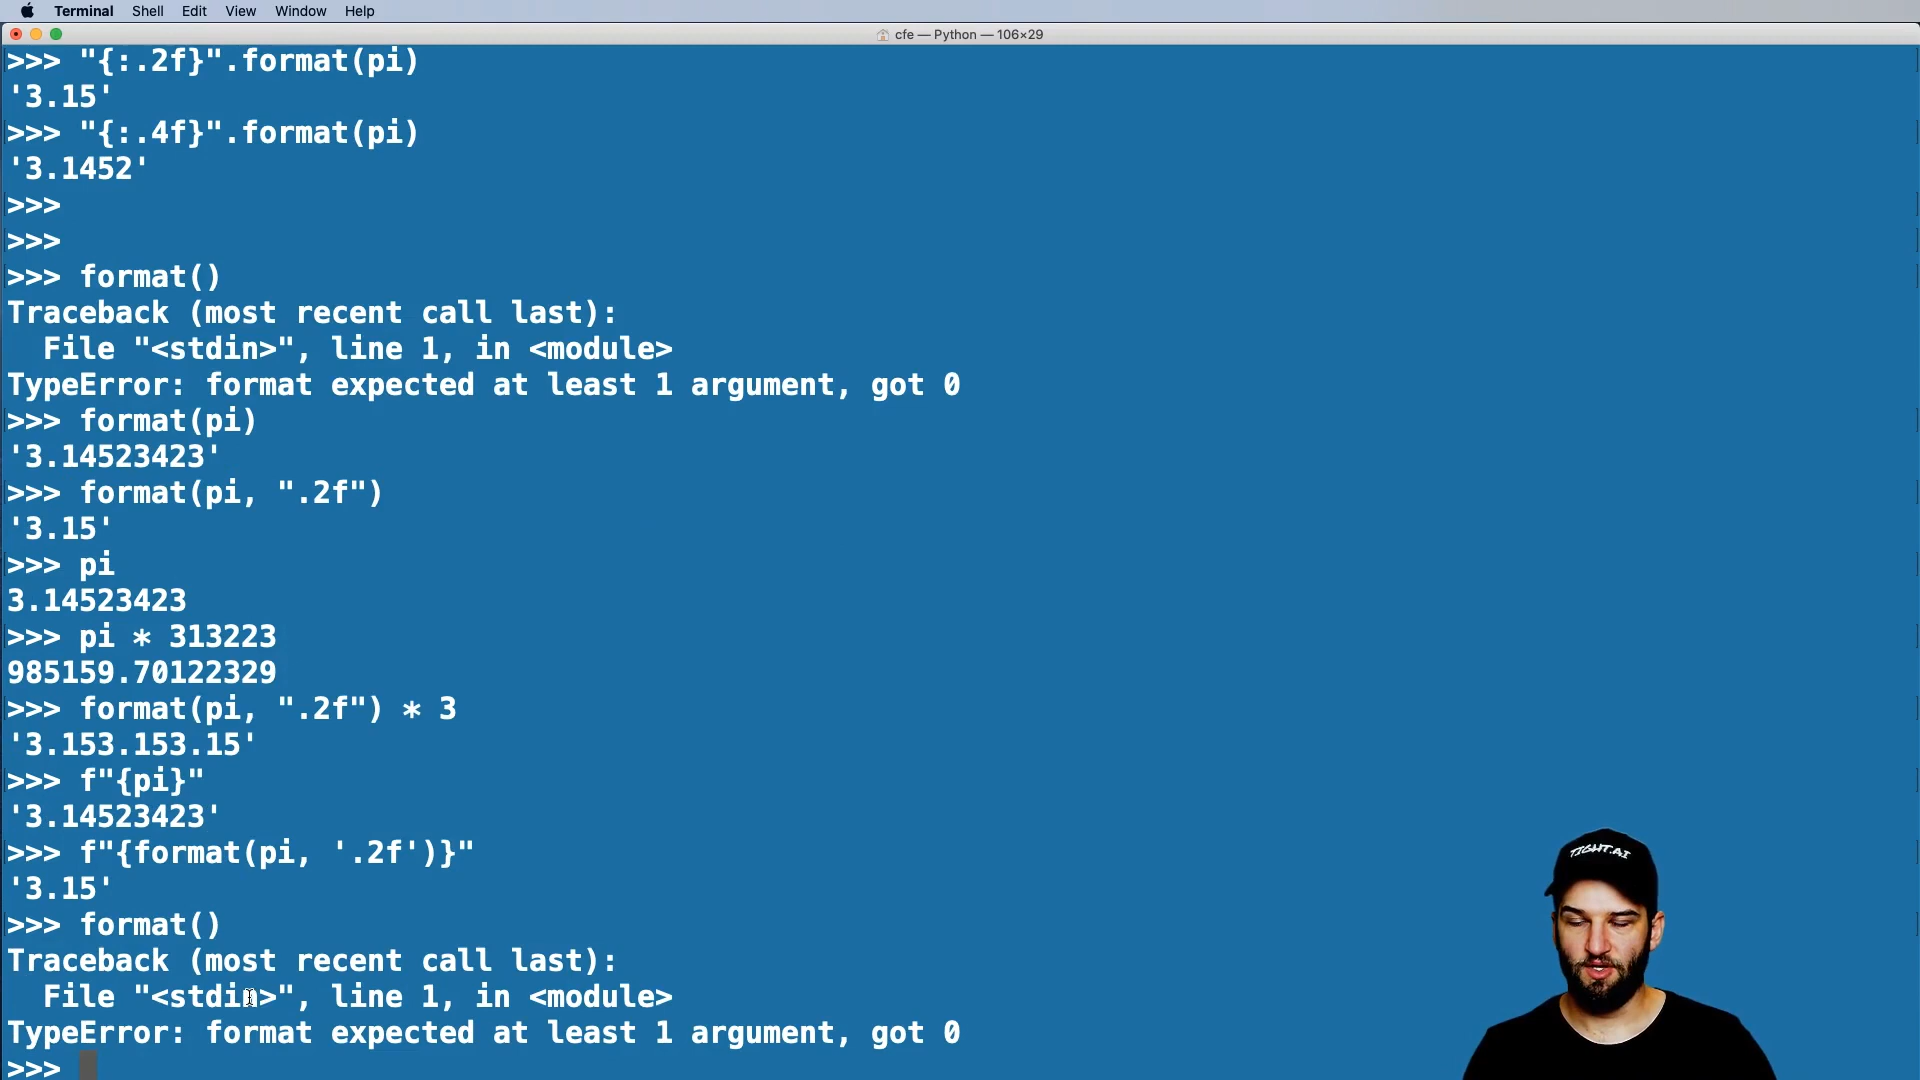 Terminal Shell Edit View Window Help
cfe — Python — 106×29
>>> "{:.2f}".format(pi)
'3.15'
>>> "{:.4f}".format(pi)
'3.1452'
>>>
>>>
>>> format()
Traceback (most recent call last):
  File "<stdin>", line 1, in <module>
TypeError: format expected at least 1 argument, got 0
>>> format(pi)
'3.14523423'
>>> format(pi, ".2f")
'3.15'
>>> pi
3.14523423
>>> pi * 313223
985159.70122329
>>> format(pi, ".2f") * 3
'3.153.153.15'
>>> f"{pi}"
'3.14523423'
>>> f"{format(pi, '.2f')}"
'3.15'
>>> format()
Traceback (most recent call last):
  File "<stdin>", line 1, in <module>
TypeError: format expected at least 1 argument, got 0
>>>
TIGHT.AI